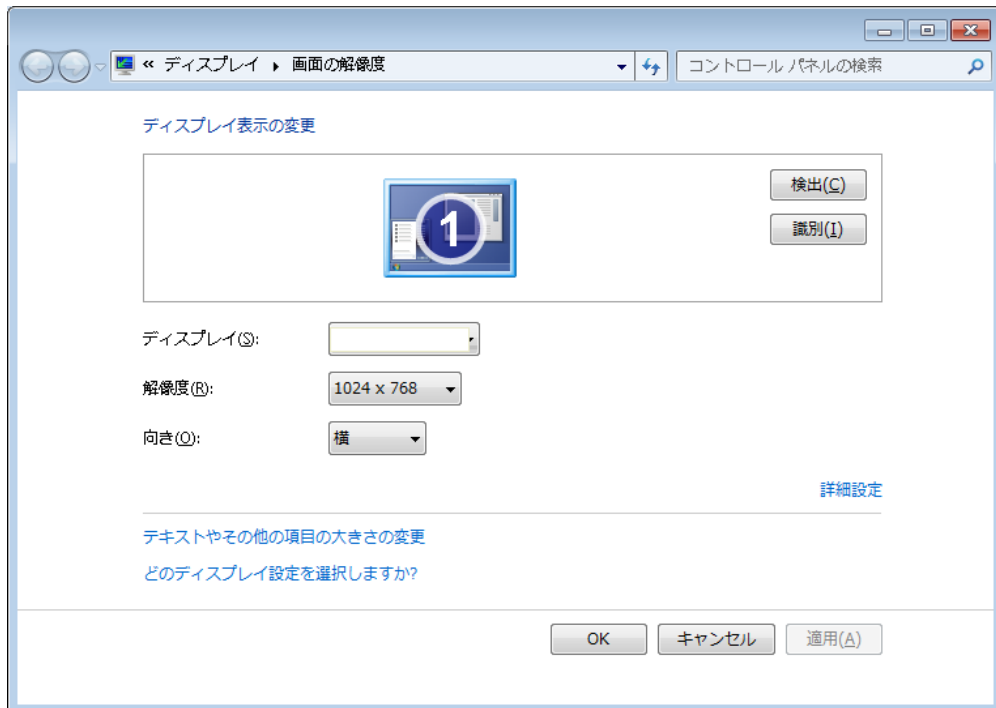 « ディスプレイ ▸ 画面の解像度
コントロール パネルの検索
ディスプレイ表示の変更
1
検出(C)
識別(I)
ディスプレイ(S):
解像度(R):
1024 x 768
向き(O):
横
詳細設定
テキストやその他の項目の大きさの変更
どのディスプレイ設定を選択しますか?
OK
キャンセル
適用(A)